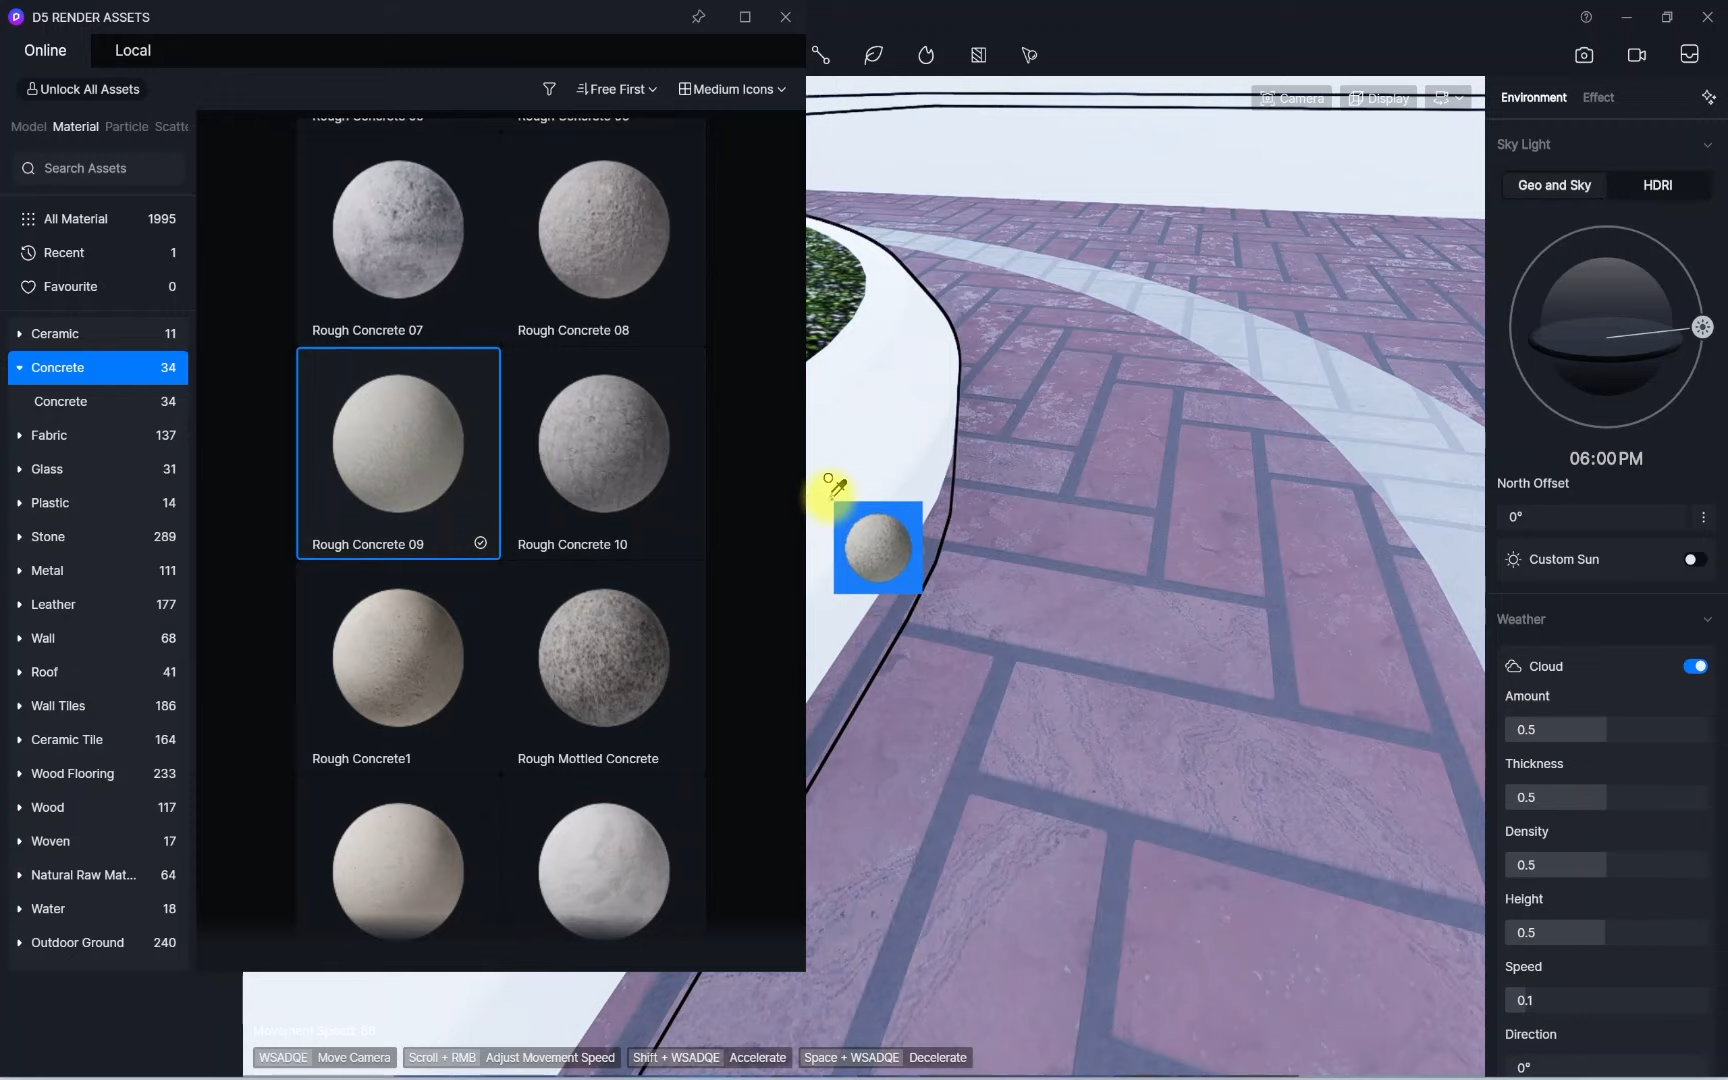 D5 RENDER ASSETS
Online
Local
Unlock All Assets
Free First
Medium Icons
Model Material Particle Scatte
Search Assets
All Material 1995
Recent 1
Favourite 0
Ceramic 11
Concrete 34
Concrete 34
Fabric 137
Glass 31
Plastic 14
Stone 289
Metal 111
Leather 177
Wall 68
Roof 41
Wall Tiles 186
Ceramic Tile 164
Wood Flooring 233
Wood 117
Woven 17
Natural Raw Mat... 64
Water 18
Outdoor Ground 240
Rough Concrete 07
Rough Concrete 08
Rough Concrete 09
Rough Concrete 10
Rough Concrete1
Rough Mottled Concrete
Camera
Display
Movement Speed:
WSADQE Move Camera
Scroll + RMB Adjust Movement Speed
Shift + WSADQE Accelerate
Space + WSADQE Decelerate
Environment
Effect
Sky Light
Geo and Sky
HDRI
06:00PM
North Offset
0°
Custom Sun
Weather
Cloud
Amount
0.5
Thickness
0.5
Density
0.5
Height
0.5
Speed
0.1
Direction
0°